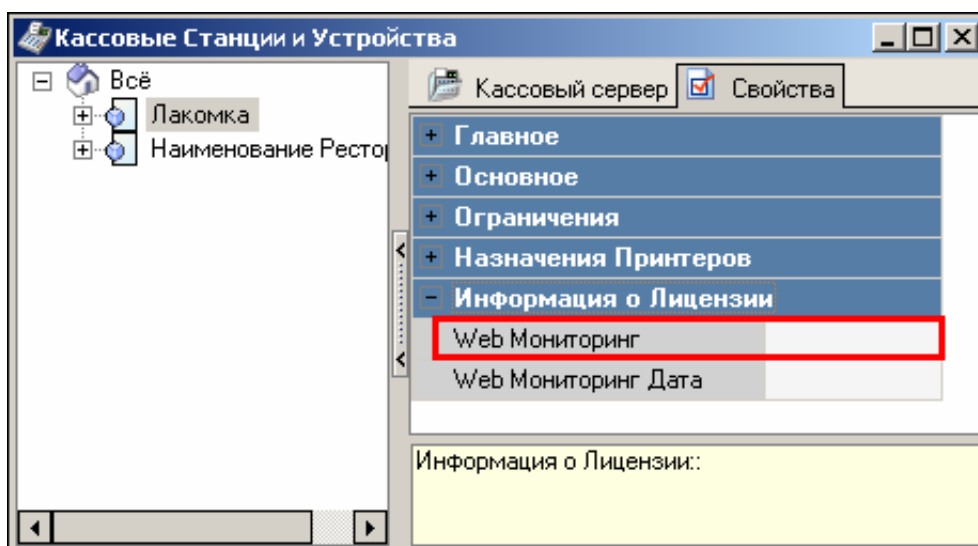 Кассовые Станции и Устройства
Всё
Лакомка
Наименование Рестор
Кассовый сервер
Свойства
Главное
Основное
Ограничения
Назначения Принтеров
Информация о Лицензии
Web Мониторинг
Web Мониторинг Дата
Информация о Лицензии::